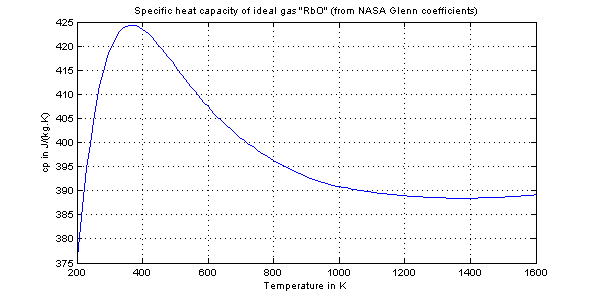 Specific heat capacity of ideal gas "RbO" (from NASA Glenn coefficients)
425
420
415
410
405
400
395
390
385
380
375
cp in J/(kg.K)
200 400 600 800 1000 1200 1400 1600
Temperature in K